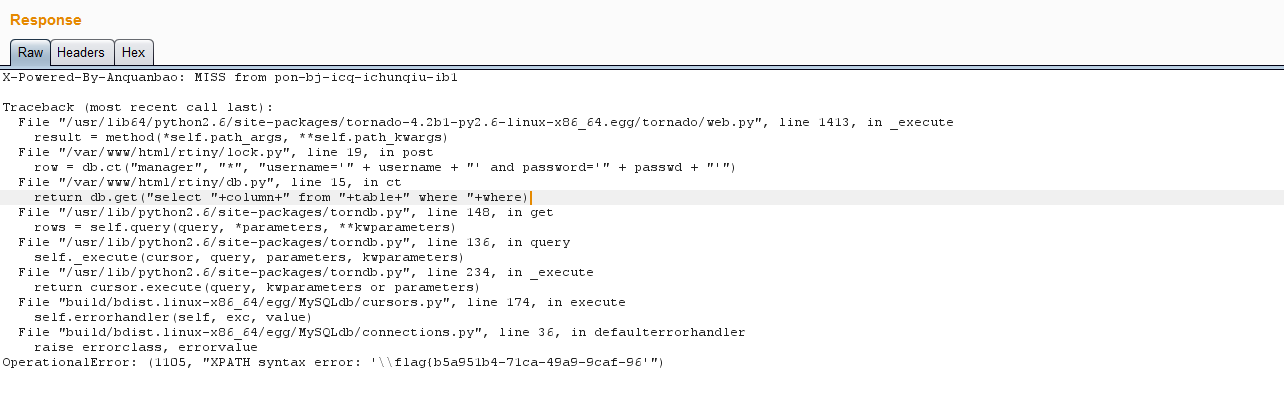 Response
Raw Headers Hex
X-Powered-By-Anquanbao: MISS from pon-bj-icq-ichunqiu-ib1
Traceback (most recent call last):
  File "/usr/lib64/python2.6/site-packages/tornado-4.2b1-py2.6-linux-x86_64.egg/tornado/web.py", line 1413, in _execute
    result = method(*self.path_args, **self.path_kwargs)
  File "/var/www/html/rtiny/lock.py", line 19, in post
    row = db.ct("manager", "*", "username='" + username + "' and password='" + passwd + "'")
  File "/var/www/html/rtiny/db.py", line 15, in ct
    return db.get("select "+column+" from "+table+" where "+where)
  File "/usr/lib/python2.6/site-packages/torndb.py", line 148, in get
    rows = self.query(query, *parameters, **kwparameters)
  File "/usr/lib/python2.6/site-packages/torndb.py", line 136, in query
    self._execute(cursor, query, parameters, kwparameters)
  File "/usr/lib/python2.6/site-packages/torndb.py", line 234, in _execute
    return cursor.execute(query, kwparameters or parameters)
  File "build/bdist.linux-x86_64/egg/MySQLdb/cursors.py", line 174, in execute
    self.errorhandler(self, exc, value)
  File "build/bdist.linux-x86_64/egg/MySQLdb/connections.py", line 36, in defaulterrorhandler
    raise errorclass, errorvalue
OperationalError: (1105, "XPATH syntax error: '\\flag{b5a951b4-71ca-49a9-9caf-96'")